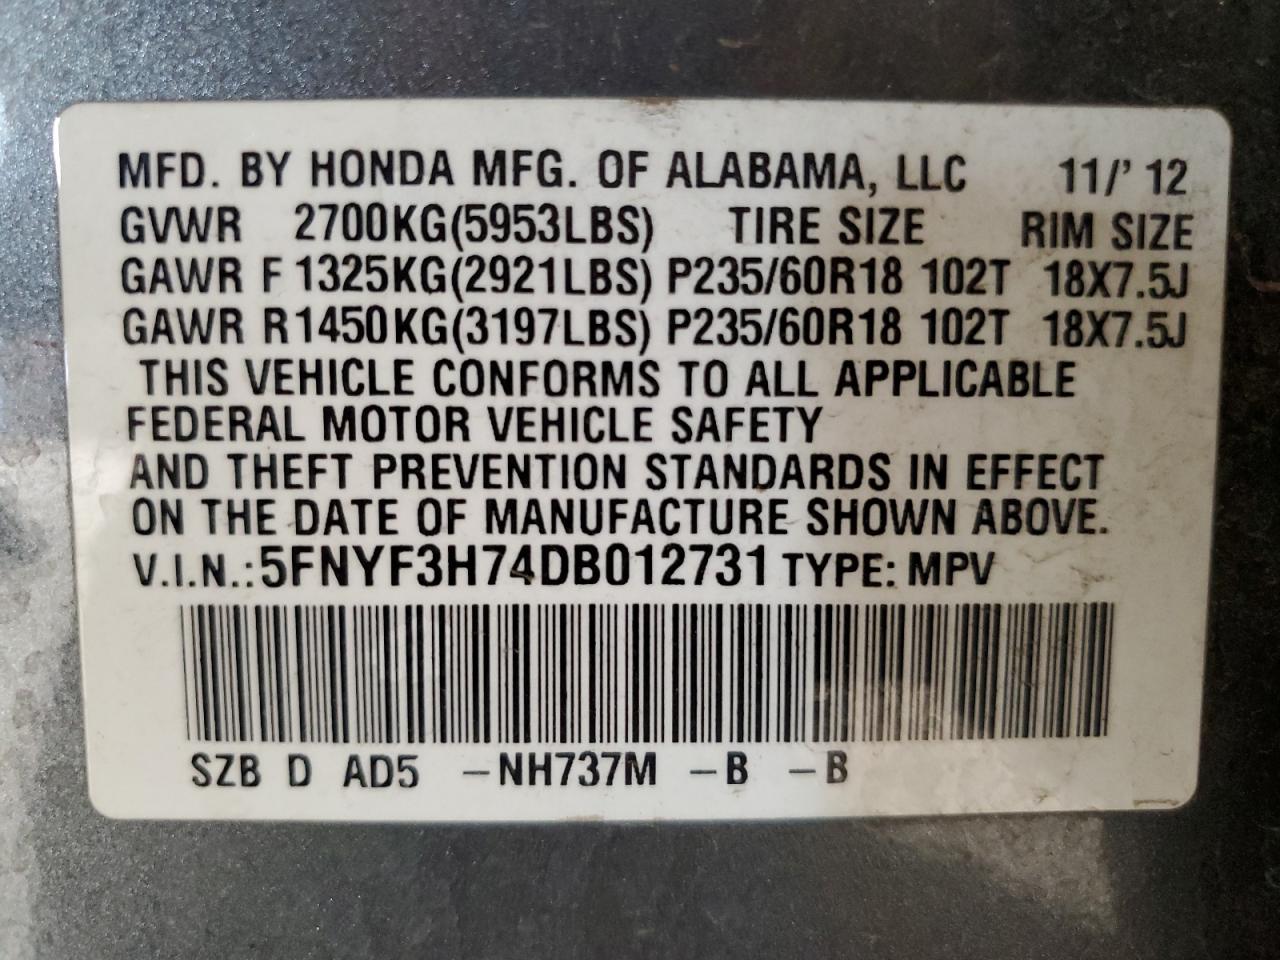 MFD. BY HONDA MFG. OF ALABAMA, LLC 11/' 12
GVWR 2700KG(5953LBS) TIRE SIZE RIM SIZE
GAWR F 1325KG(2921LBS) P235/60R18 102T 18X7.5J
GAWR R1450KG(3197LBS) P235/60R18 102T 18X7.5J
THIS VEHICLE CONFORMS TO ALL APPLICABLE
FEDERAL MOTOR VEHICLE SAFETY
AND THEFT PREVENTION STANDARDS IN EFFECT
ON THE DATE OF MANUFACTURE SHOWN ABOVE.
V.I.N.:5FNYF3H74DB012731 TYPE: MPV
SZB D AD5 –NH737M –B –B